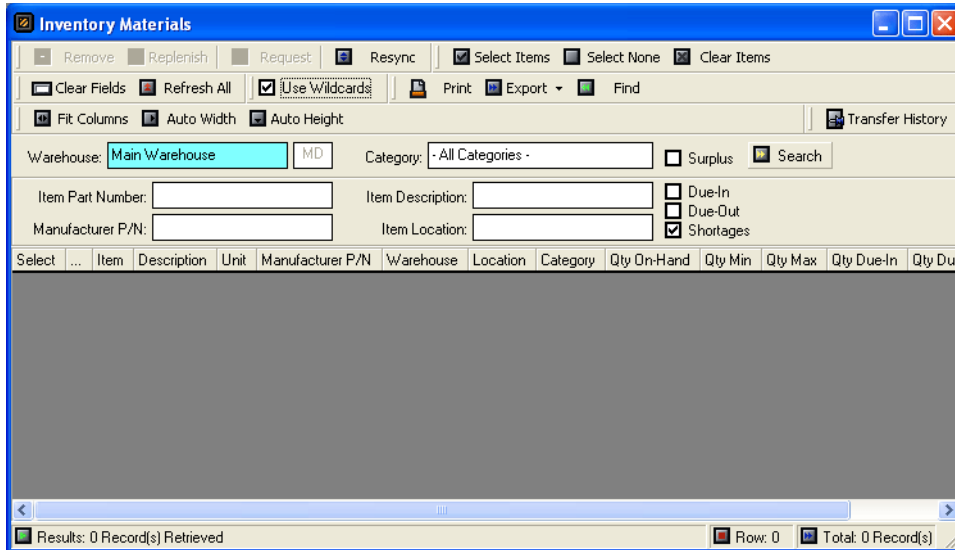 Inventory Materials
Remove Replenish Request Resync Select Items Select None Clear Items
Clear Fields Refresh All Use Wildcards Print Export Find
Fit Columns Auto Width Auto Height Transfer History
Warehouse: Main Warehouse MD Category: - All Categories - Surplus Search
Item Part Number: Item Description: Due-In
Due-Out
Manufacturer P/N: Item Location: Shortages
Select ... Item Description Unit Manufacturer P/N Warehouse Location Category Qty On-Hand Qty Min Qty Max Qty Due-In Qty Du
Results: 0 Record(s) Retrieved Row: 0 Total: 0 Record(s)